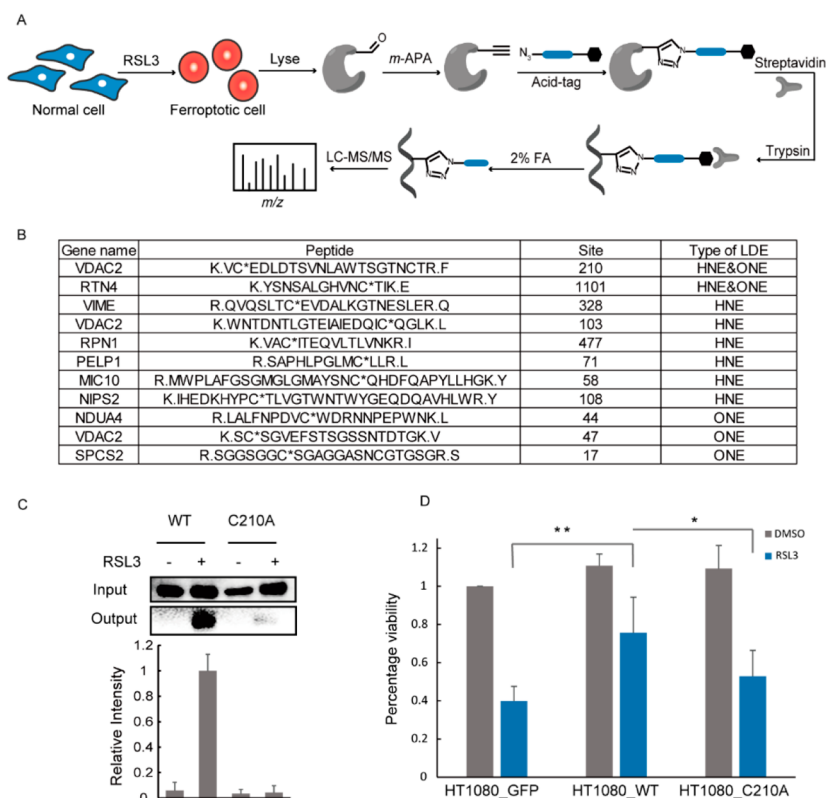 A
RSL3
Lyse
m-APA
N3
Acid-tag
N
N=N
Streptavidin
Normal cell
Ferroptotic cell
Trypsin
LC-MS/MS
2% FA
N
N=N
N
N=N
m/z
B
Gene name Peptide Site Type of LDE
VDAC2 K.VC*EDLDTSVNLAWTSGTNCTR.F 210 HNE&ONE
RTN4 K.YSNSALGHVNC*TIK.E 1101 HNE&ONE
VIME R.QVQSLTC*EVDALKGTNESLER.Q 328 HNE
VDAC2 K.WNTDNTLGTEIAIEDQIC*QGLK.L 103 HNE
RPN1 K.VAC*ITEQVLTLVNKR.I 477 HNE
PELP1 R.SAPHLPGLMC*LLR.L 71 HNE
MIC10 R.MWPLAFGSGMGLGMAYSNC*QHDFQAPYLLHGK.Y 58 HNE
NIPS2 K.IHEDKHYPC*TLVGTWNTWYGEQDQAVHLWR.Y 108 HNE
NDUA4 R.LALFNPDVC*WDRNNPEPWNK.L 44 ONE
VDAC2 K.SC*SGVEFSTSGSSNTDTGK.V 47 ONE
SPCS2 R.SGGSGGC*SGAGGASNCGTGSGR.S 17 ONE
C
WT C210A
RSL3 - + - +
Input
Output
Relative Intensity
1.2
1
0.8
0.6
0.4
0.2
0
D
** *
DMSO
RSL3
Percentage viability
1.2
1
0.8
0.6
0.4
0.2
0
HT1080_GFP HT1080_WT HT1080_C210A